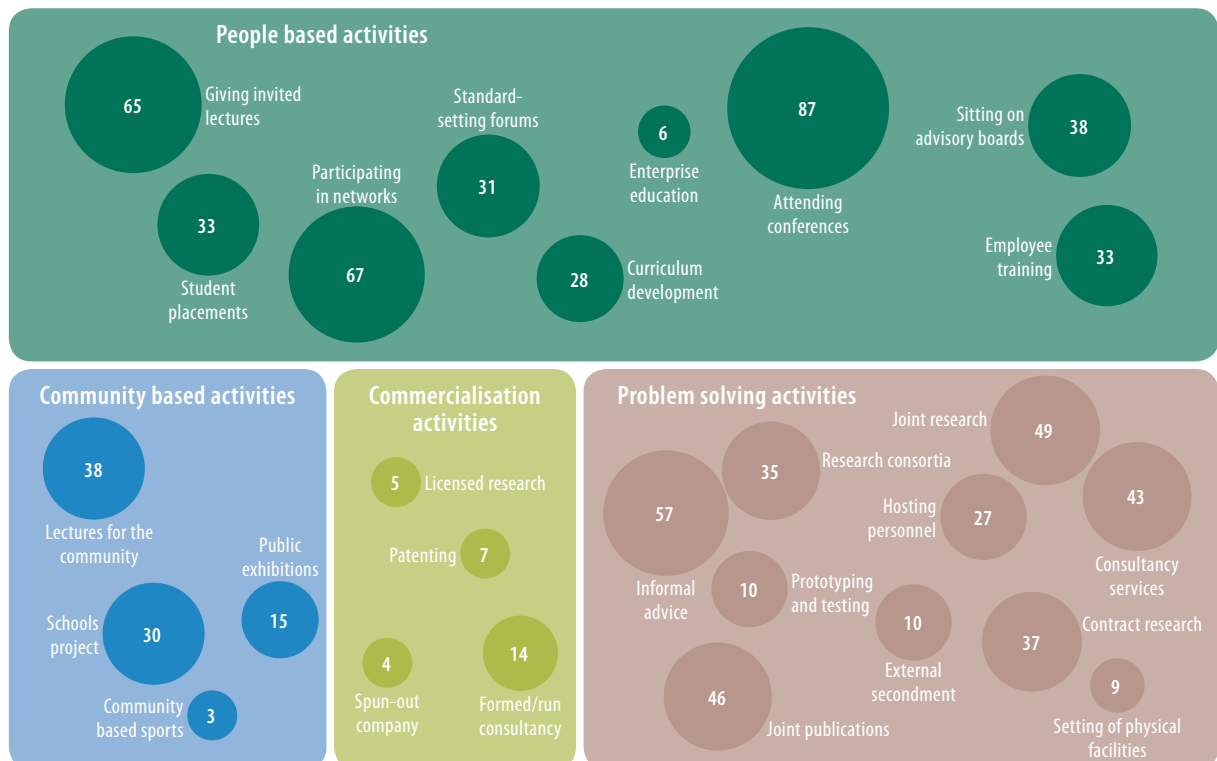 People based activities
65
Giving invited
lectures
33
Student
placements
Participating
in networks
67
Standard-
setting forums
31
28
Curriculum
development
6
Enterprise
education
87
Attending
conferences
Sitting on
advisory boards
38
Employee
training
33
Community based activities
38
Lectures for the
community
Public
exhibitions
15
Schools
project
30
Community
based sports
3
Commercialisation
activities
5
Licensed research
Patenting
7
4
Spun-out
company
14
Formed/run
consultancy
Problem solving activities
57
Informal
advice
35
Research consortia
Joint research
49
Hosting
personnel
27
43
Consultancy
services
10
Prototyping
and testing
10
External
secondment
37
Contract research
46
Joint publications
9
Setting of physical
facilities